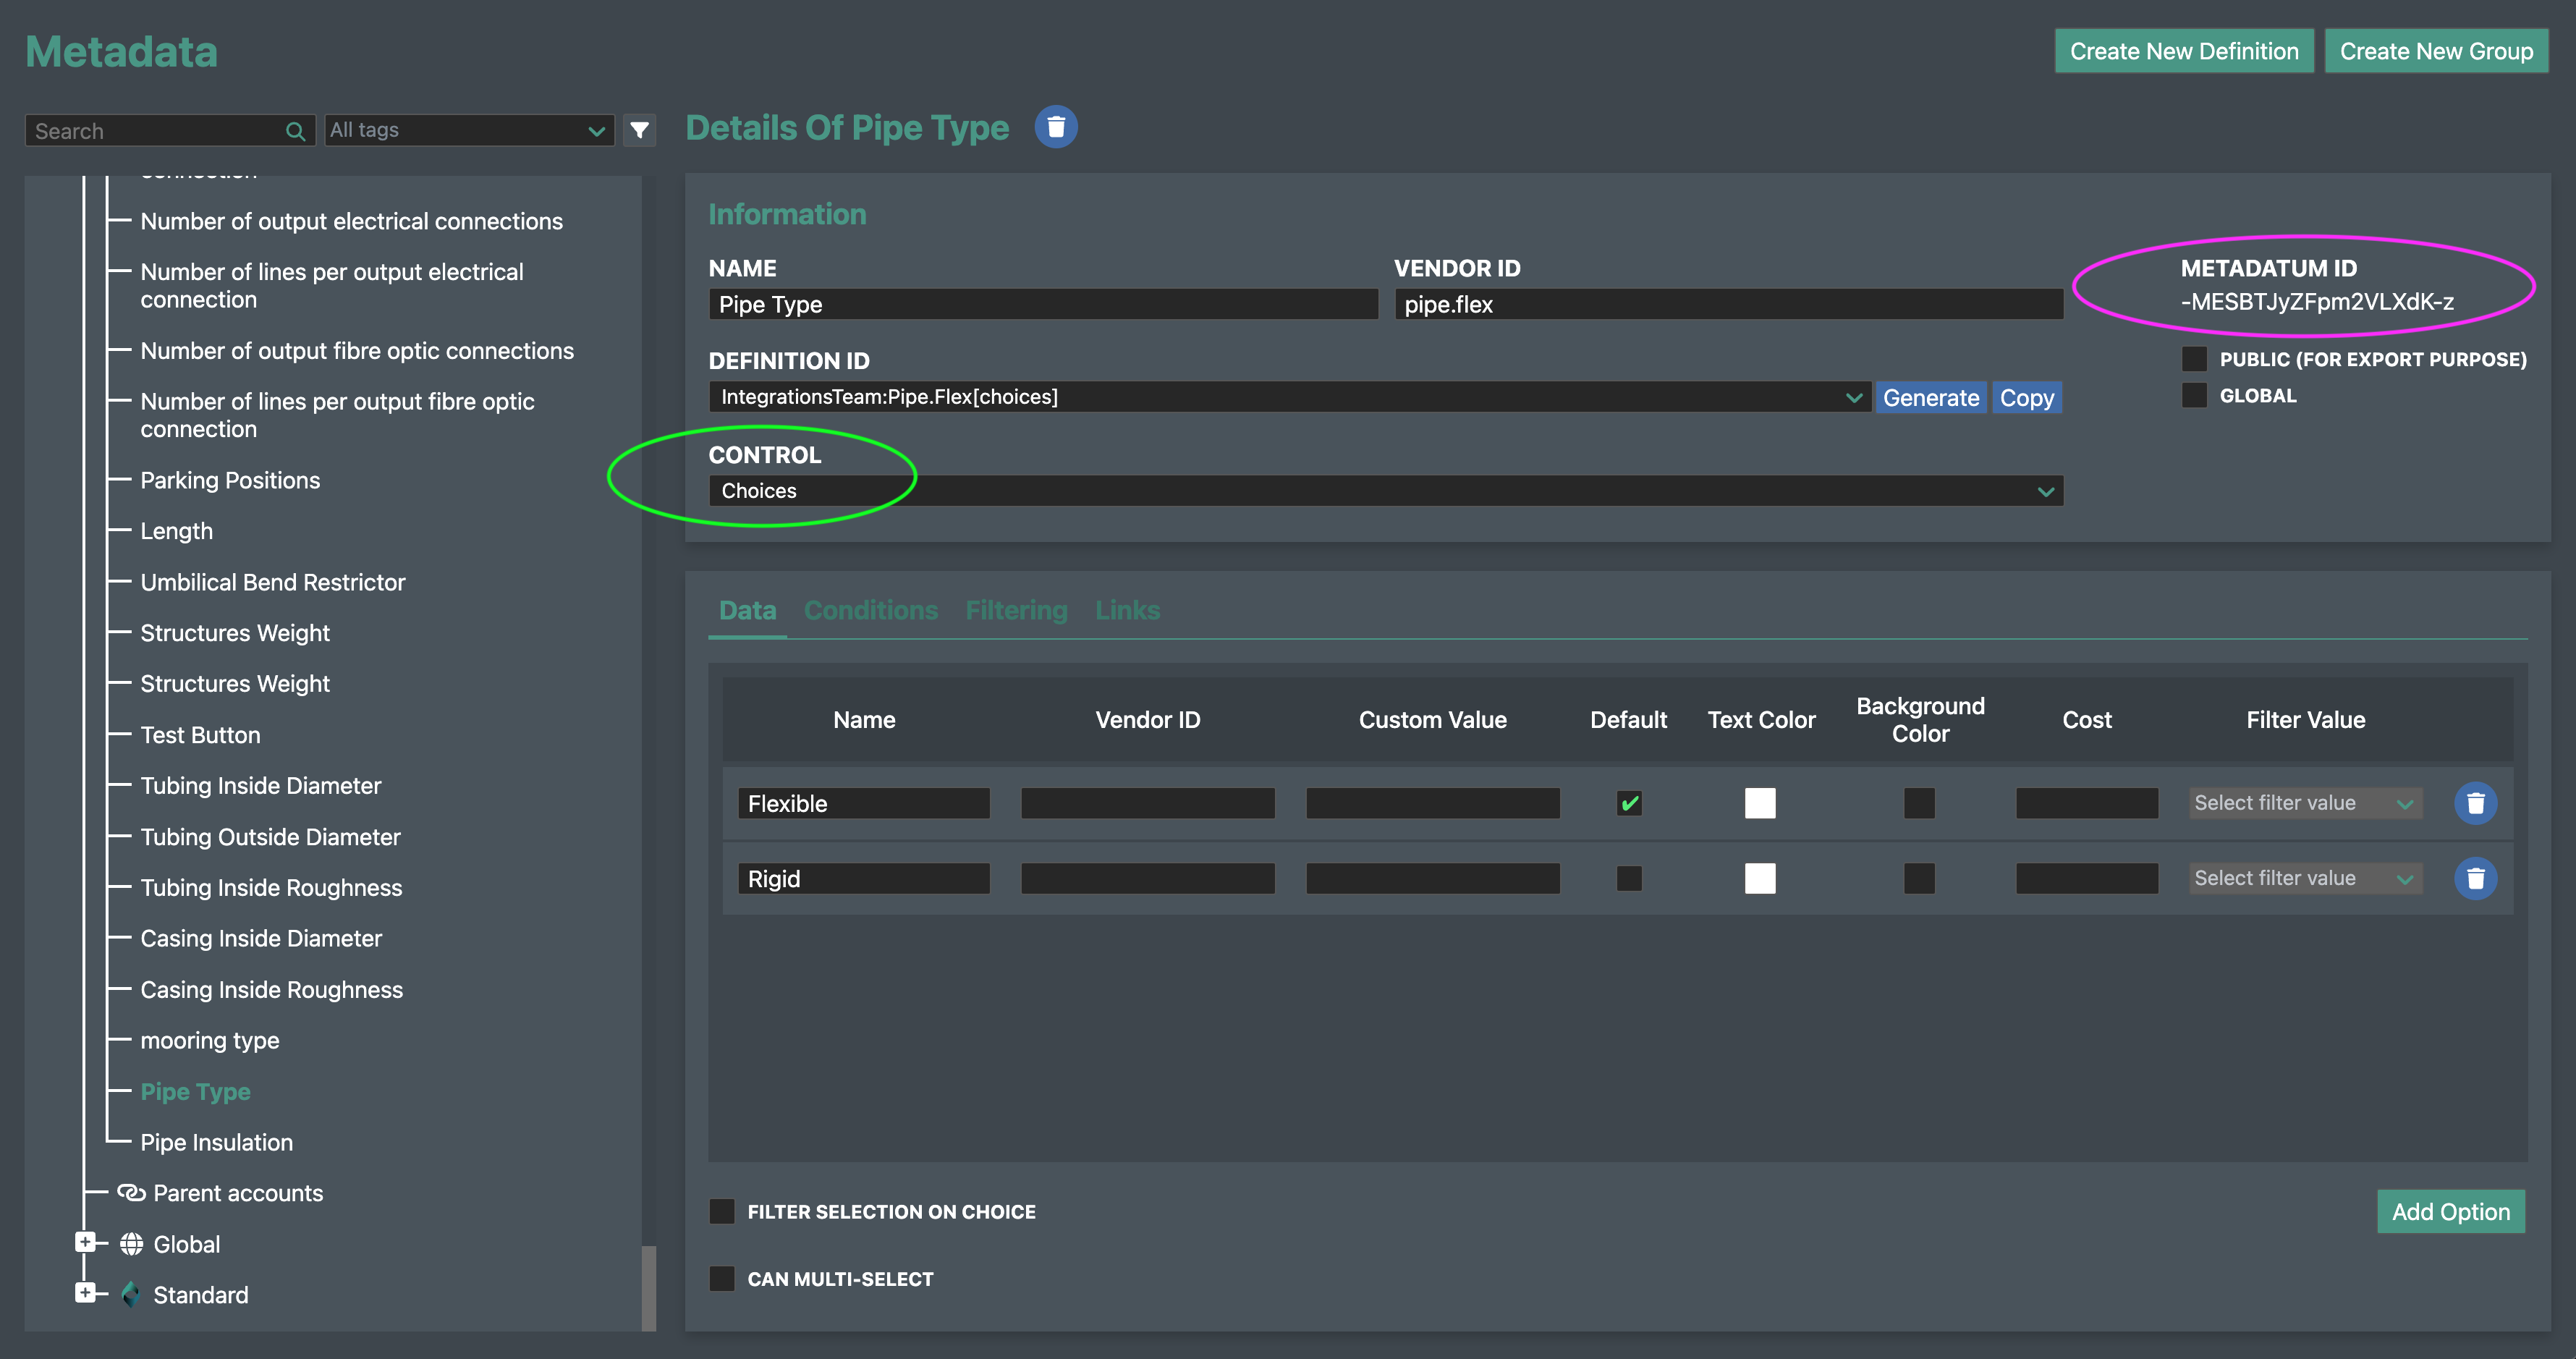 Metadata
Create New Definition
Create New Group
Search
All tags
Details Of Pipe Type
Number of output electrical connections
Number of lines per output electrical
connection
Number of output fibre optic connections
Number of lines per output fibre optic
connection
Parking Positions
Length
Umbilical Bend Restrictor
Structures Weight
Structures Weight
Test Button
Tubing Inside Diameter
Tubing Outside Diameter
Tubing Inside Roughness
Casing Inside Diameter
Casing Inside Roughness
mooring type
Pipe Type
Pipe Insulation
Parent accounts
Global
Standard
Information
NAME
Pipe Type
VENDOR ID
pipe.flex
METADATUM ID
-MESBTJyZFpm2VLXdK-z
PUBLIC (FOR EXPORT PURPOSE)
GLOBAL
DEFINITION ID
IntegrationsTeam:Pipe.Flex[choices]
Generate
Copy
CONTROL
Choices
Data Conditions Filtering Links
Name Vendor ID Custom Value Default Text Color Background Color Cost Filter Value
Flexible Select filter value
Rigid Select filter value
FILTER SELECTION ON CHOICE
Add Option
CAN MULTI-SELECT